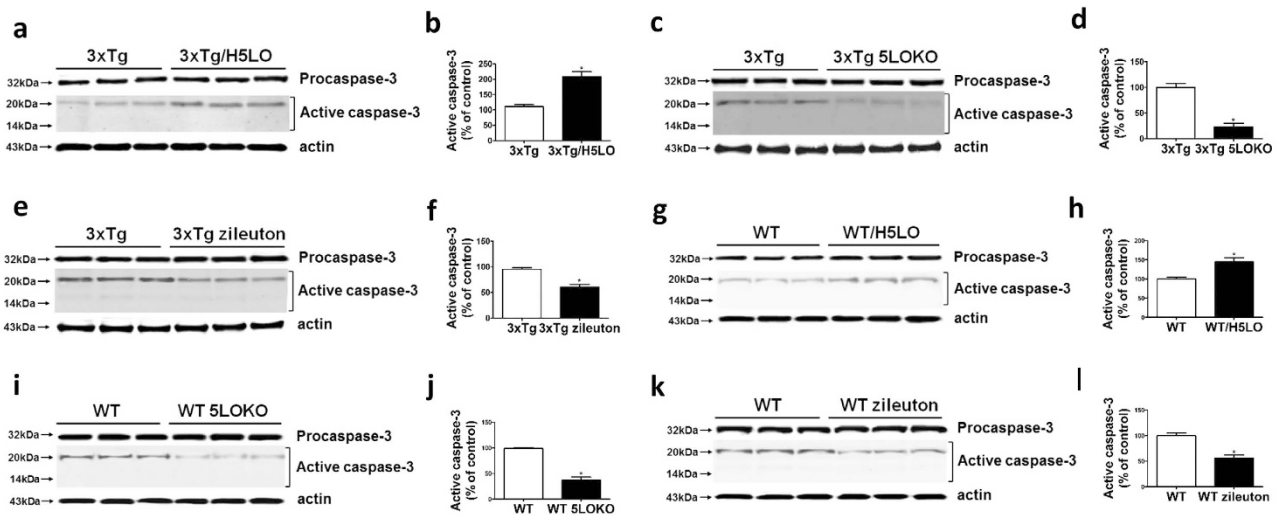 a
3xTg 3xTg/H5LO
32kDa→ Procaspase-3
20kDa→
Active caspase-3
14kDa→
43kDa→ actin
b
Active caspase-3
(% of control)
250
200
150
100
50
0
*
3xTg 3xTg/H5LO
c
3xTg 3xTg 5LOKO
32kDa→ Procaspase-3
20kDa→
Active caspase-3
14kDa→
43kDa→ actin
d
Active caspase-3
(% of control)
150
100
50
0
*
3xTg 3xTg 5LOKO
e
3xTg 3xTg zileuton
32kDa→ Procaspase-3
20kDa→
Active caspase-3
14kDa→
43kDa→ actin
f
Active caspase-3
(% of control)
150
100
50
0
*
3xTg 3xTg zileuton
g
WT WT/H5LO
32kDa→ Procaspase-3
20kDa→
Active caspase-3
14kDa→
43kDa→ actin
h
Active caspase-3
(% of control)
200
150
100
50
0
*
WT WT/H5LO
i
WT WT 5LOKO
32kDa→ Procaspase-3
20kDa→
Active caspase-3
14kDa→
43kDa→ actin
j
Active caspase-3
(% of control)
150
100
50
0
*
WT WT 5LOKO
k
WT WT zileuton
32kDa→ Procaspase-3
20kDa→
Active caspase-3
14kDa→
43kDa→ actin
l
Active caspase-3
(% of control)
150
100
50
0
*
WT WT zileuton